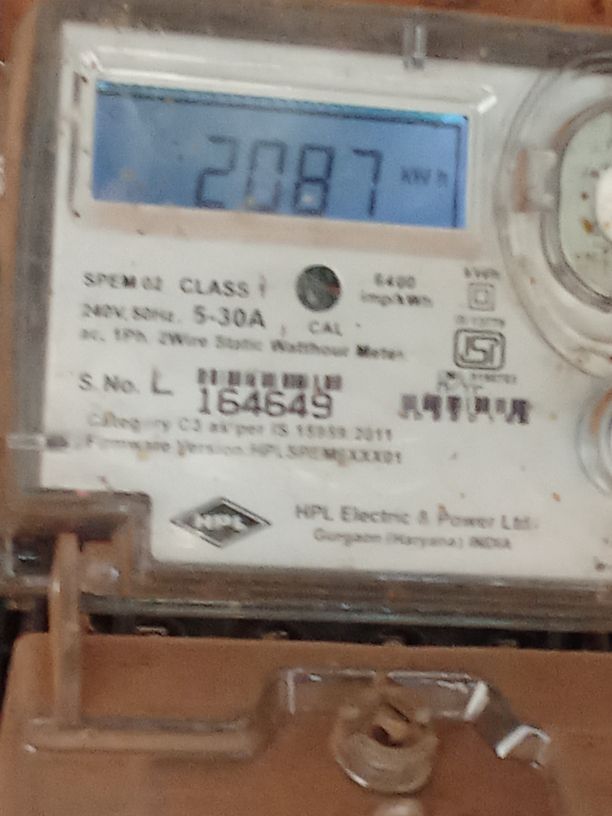 2087 kWh
SPEM 02 CLASS 1
6400
imp/kWh
kVarh
240V, 50Hz. 5-30A
CAL
ac, 1Ph. 2Wire Static Watthour Meter
S. No. L 164649
Category C3 as per IS 15959:2011
Firmware Version:
HPL
HPL Electric & Power Ltd.
Gurgaon (Haryana) INDIA